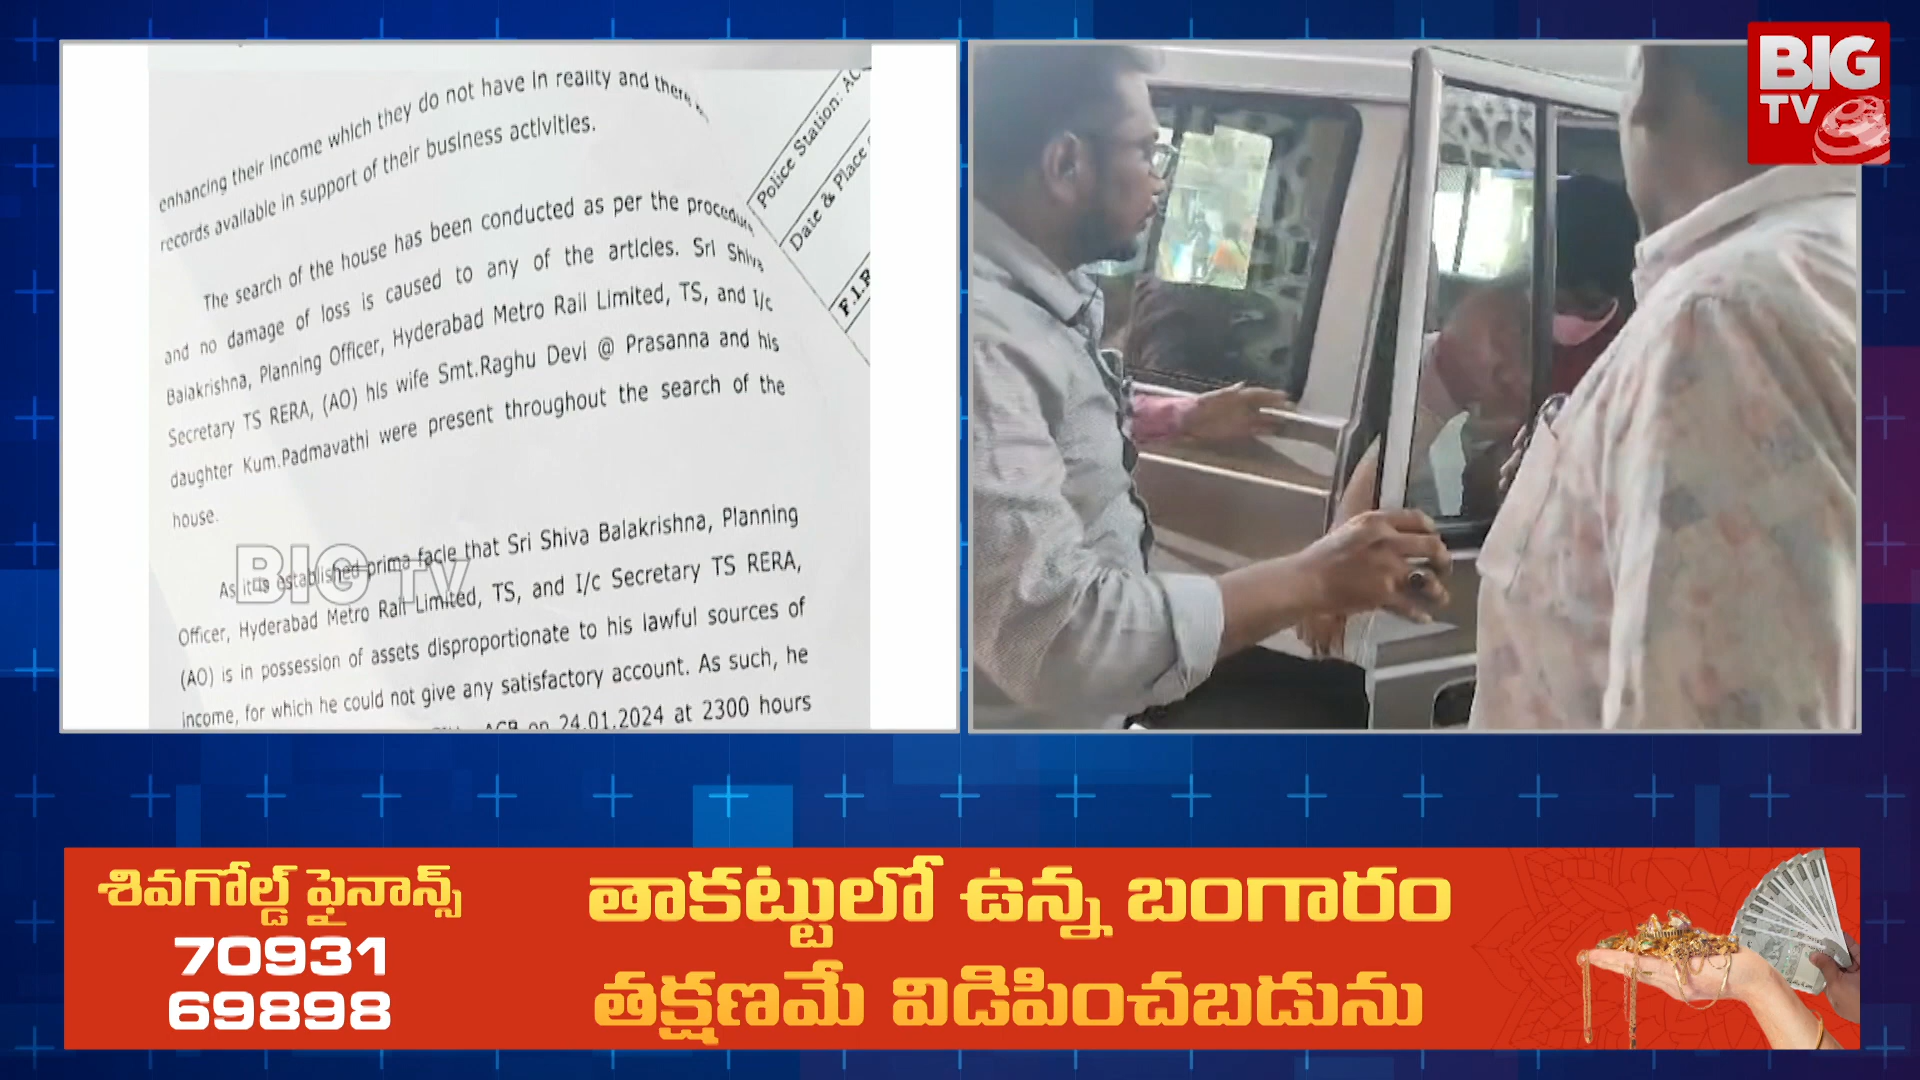 enhancing their income which they do not have in reality and there
records available in support of their business activities.
The search of the house has been conducted as per the procedure
and no damage of loss is caused to any of the articles. Sri Shiva
Balakrishna, Planning Officer, Hyderabad Metro Rail Limited, TS, and I/c
Secretary TS RERA, (AO) his wife Smt.Raghu Devi @ Prasanna and his
daughter Kum.Padmavathi were present throughout the search of the
house.
As it is established prima facie that Sri Shiva Balakrishna, Planning
Officer, Hyderabad Metro Rail Limited, TS, and I/c Secretary TS RERA,
(AO) is in possession of assets disproportionate to his lawful sources of
income, for which he could not give any satisfactory account. As such, he
ACB on 24.01.2024 at 2300 hours
Police Station: AC
Date & Place
F.I.R
BIG TV
BIG
TV
శివగోల్డ్ ఫైనాన్స్
70931
69898
తాకట్టులో ఉన్న బంగారం
తక్షణమే విడిపించబడును